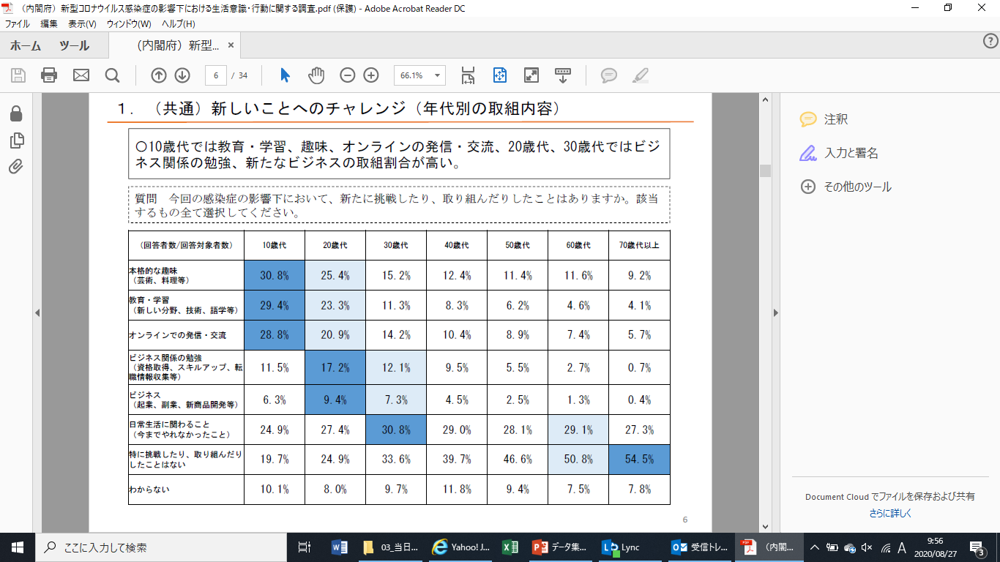 （内閣府）新型コロナウイルス感染症の影響下における生活意識・行動に関する調査.pdf (保護) - Adobe Acrobat Reader DC
ファイル 編集 表示(V) ウィンドウ(W) ヘルプ(H)
ホーム ツール （内閣府）新型... ×
6 / 34 66.1%
１．（共通）新しいことへのチャレンジ（年代別の取組内容）
〇10歳代では教育・学習、趣味、オンラインの発信・交流、20歳代、30歳代ではビジ
ネス関係の勉強、新たなビジネスの取組割合が高い。
質問　今回の感染症の影響下において、新たに挑戦したり、取り組んだりしたことはありますか。該当
するもの全て選択してください。
（回答者数/回答対象者数） 10歳代 20歳代 30歳代 40歳代 50歳代 60歳代 70歳代以上
本格的な趣味
（芸術、料理等） 30.8% 25.4% 15.2% 12.4% 11.4% 11.6% 9.2%
教育・学習
（新しい分野、技術、語学等） 29.4% 23.3% 11.3% 8.3% 6.2% 4.6% 4.1%
オンラインでの発信・交流 28.8% 20.9% 14.2% 10.4% 8.9% 7.4% 5.7%
ビジネス関係の勉強
（資格取得、スキルアップ、転
職情報収集等） 11.5% 17.2% 12.1% 9.5% 5.5% 2.7% 0.7%
ビジネス
（起業、副業、新商品開発等） 6.3% 9.4% 7.3% 4.5% 2.5% 1.3% 0.4%
日常生活に関わること
（今までやれなかったこと） 24.9% 27.4% 30.8% 29.0% 28.1% 29.1% 27.3%
特に挑戦したり、取り組んだり
したことはない 19.7% 24.9% 33.6% 39.7% 46.6% 50.8% 54.5%
わからない 10.1% 8.0% 9.7% 11.8% 9.4% 7.5% 7.8%
6
注釈
入力と署名
その他のツール
Document Cloud でファイルを保存および共有
さらに詳しく
ここに入力して検索 03_当日... Yahoo! J... データ集... Lync 受信トレ... （内閣... A 9:56
2020/08/27 3